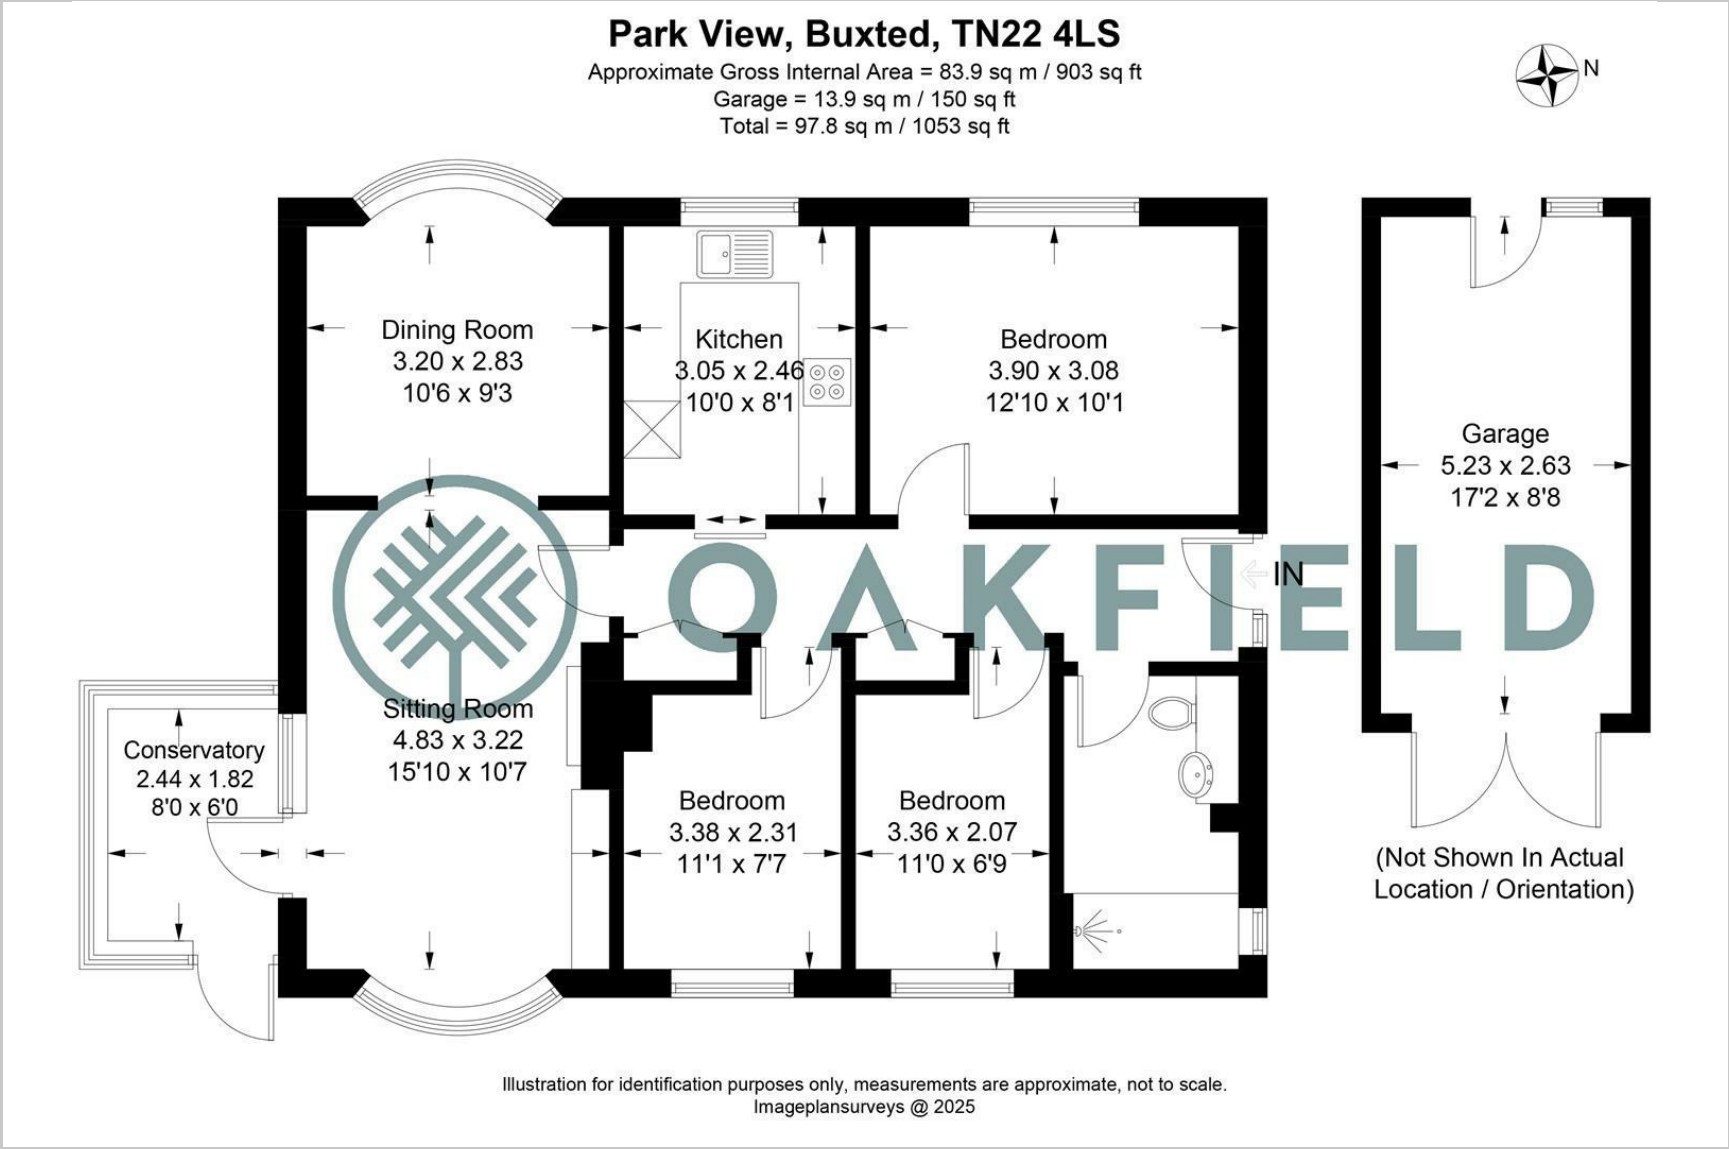 Park View, Buxted, TN22 4LS
Approximate Gross Internal Area = 83.9 sq m / 903 sq ft
Garage = 13.9 sq m / 150 sq ft
Total = 97.8 sq m / 1053 sq ft
N
Dining Room
3.20 x 2.83
10'6 x 9'3
Kitchen
3.05 x 2.46
10'0 x 8'1
Bedroom
3.90 x 3.08
12'10 x 10'1
Garage
5.23 x 2.63
17'2 x 8'8
OAKFIELD
IN
Sitting Room
4.83 x 3.22
15'10 x 10'7
Conservatory
2.44 x 1.82
8'0 x 6'0
Bedroom
3.38 x 2.31
11'1 x 7'7
Bedroom
3.36 x 2.07
11'0 x 6'9
(Not Shown In Actual
Location / Orientation)
Illustration for identification purposes only, measurements are approximate, not to scale.
Imageplansurveys @ 2025